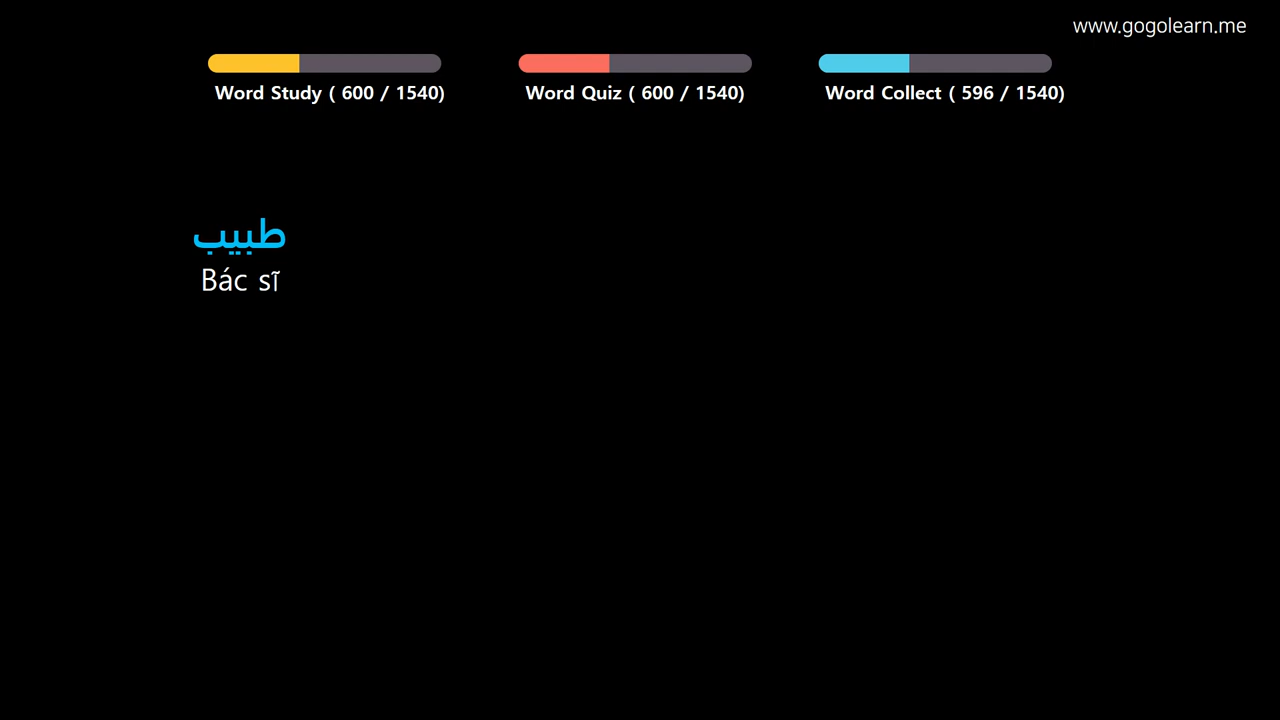 www.gogolearn.me
Word Study ( 600 / 1540)
Word Quiz ( 600 / 1540)
Word Collect ( 596 / 1540)
طبيب
Bác sĩ